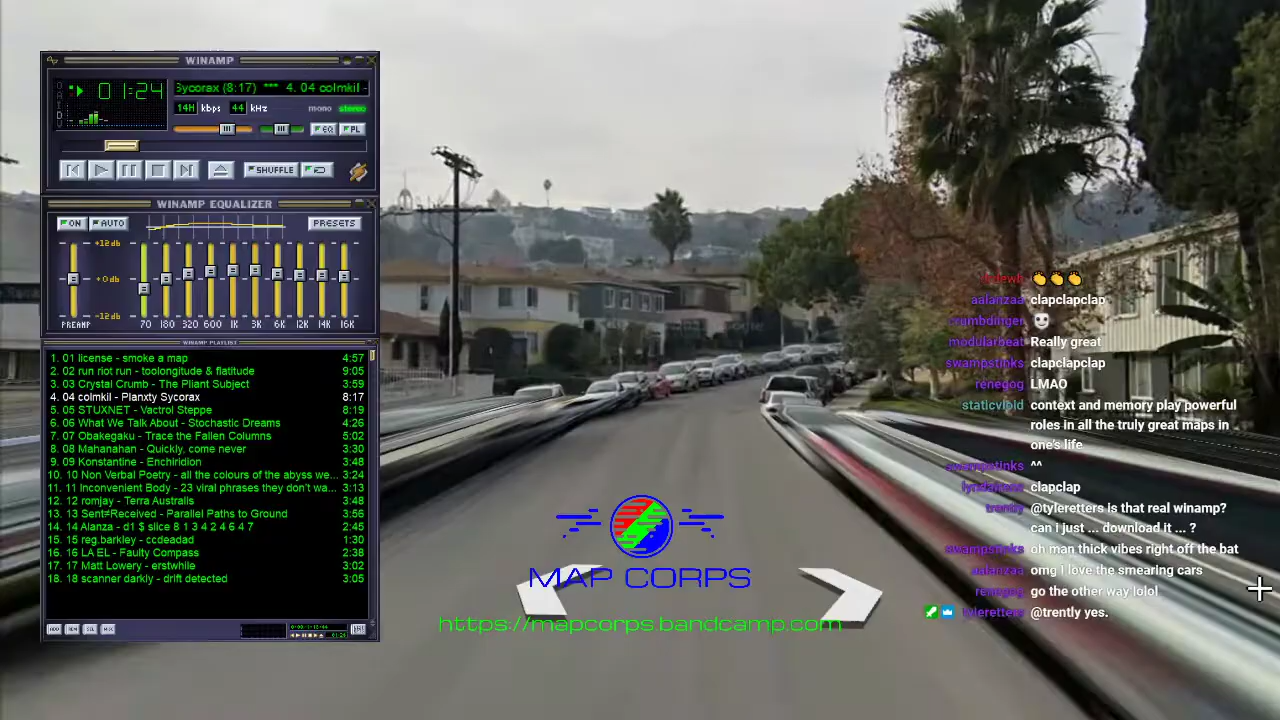 WINAMP
01:24
Sycorax (8:17) *** 4. 04 colmkil -
14H kbps 44 kHz mono stereo
EQ PL
SHUFFLE
WINAMP EQUALIZER
ON AUTO PRESETS
+12db
+0db
-12db
PREAMP 70 180 320 600 1K 3K 6K 12K 14K 16K
WINAMP PLAYLIST
1. 01 license - smoke a map 4:57
2. 02 run riot run - toolongitude & flatitude 9:05
3. 03 Crystal Crumb - The Pliant Subject 3:59
4. 04 colmkil - Planxty Sycorax 8:17
5. 05 STUXNET - Vactrol Steppe 8:19
6. 06 What We Talk About - Stochastic Dreams 4:26
7. 07 Obakegaku - Trace the Fallen Columns 5:02
8. 08 Mahanahan - Quickly, come never 3:30
9. 09 Konstantine - Enchiridion 3:48
10. 10 Non Verbal Poetry - all the colours of the abyss we... 3:24
11. 11 Inconvenient Body - 23 viral phrases they don't wa... 3:13
12. 12 romjay - Terra Australis 3:48
13. 13 Sent≠Received - Parallel Paths to Ground 3:56
14. 14 Alanza - d1 $ slice 8 1 3 4 2 4 6 4 7 2:45
15. 15 reg.barkley - ccdeadad 1:30
16. 16 LA EL - Faulty Compass 2:38
17. 17 Matt Lowery - erstwhile 3:02
18. 18 scanner darkly - drift detected 3:05
MAP CORPS
https://mapcorps.bandcamp.com
aalanzaa clapclapclap
crumbdinger
modularbeat Really great
swampstinks clapclapclap
renegog LMAO
staticvloid context and memory play powerful
roles in all the truly great maps in
one's life
swampstinks ^^
clapclap
trently @tyleretters Is that real winamp?
can i just ... download it ... ?
swampstinks oh man thick vibes right off the bat
aalanzaa omg I love the smearing cars
renegog go the other way lolol
tyleretters @trently yes.